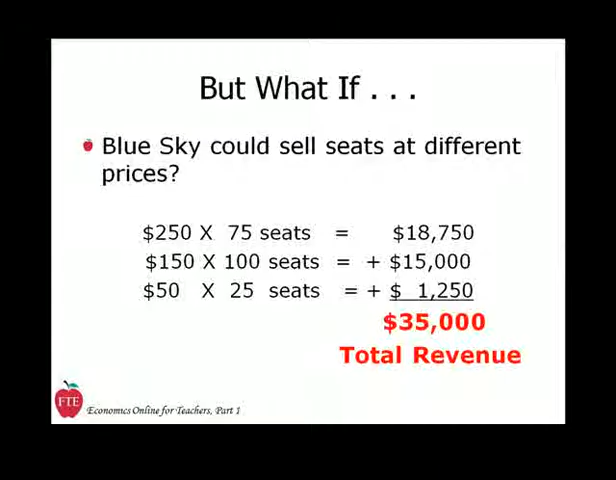 But What If . . .
Blue Sky could sell seats at different
prices?
$250 X 75 seats = $18,750
$150 X 100 seats = + $15,000
$50 X 25 seats = + $ 1,250
$35,000
Total Revenue
FTE
Economics Online for Teachers, Part 1